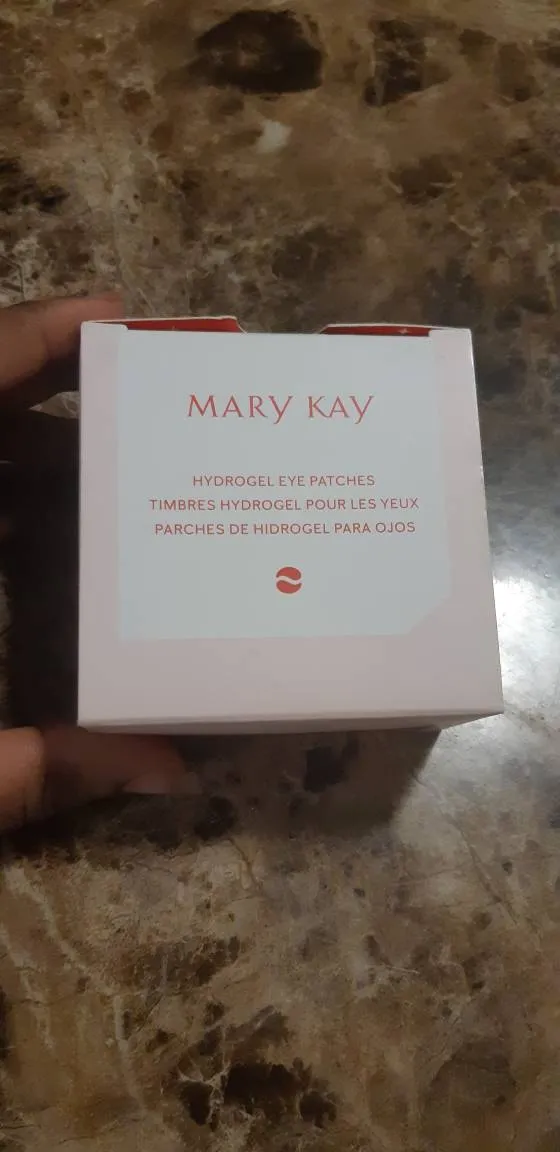 MARY KAY
HYDROGEL EYE PATCHES
TIMBRES HYDROGEL POUR LES YEUX
PARCHES DE HIDROGEL PARA OJOS